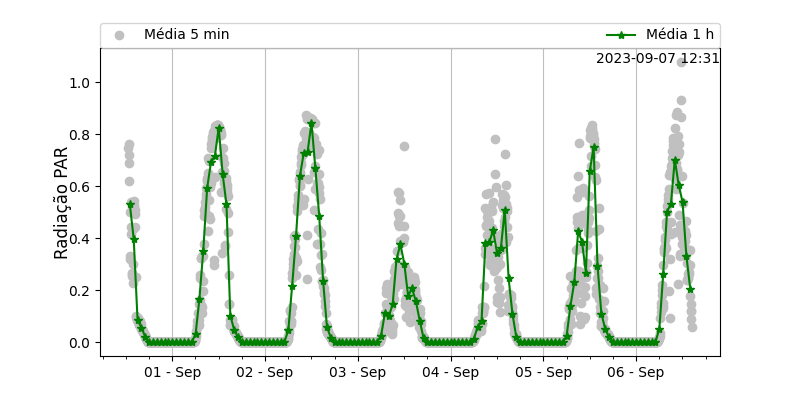 Média 5 min
Média 1 h
2023-09-07 12:31
Radiação PAR
1.0
0.8
0.6
0.4
0.2
0.0
01 - Sep
02 - Sep
03 - Sep
04 - Sep
05 - Sep
06 - Sep